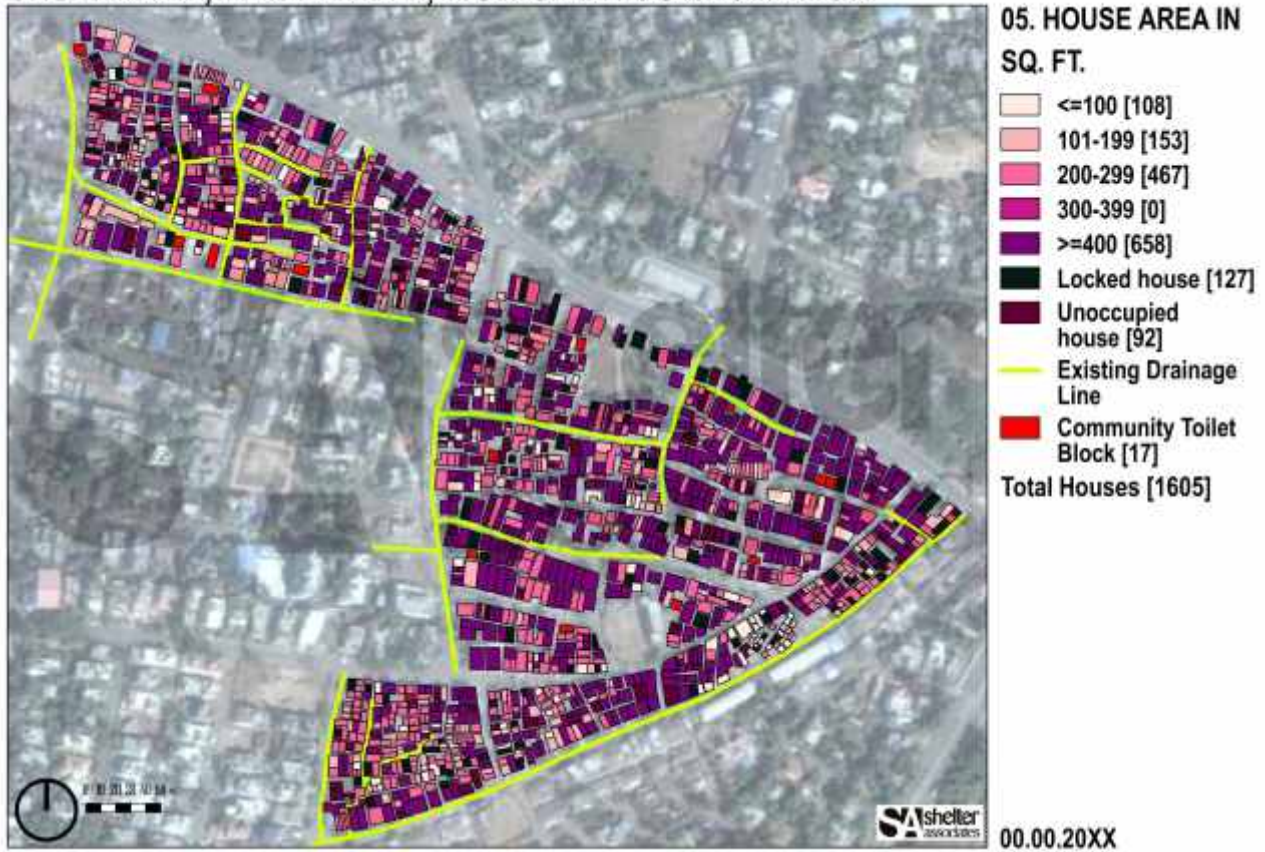 05. HOUSE AREA IN
SQ. FT.
<=100 [108]
101-199 [153]
200-299 [467]
300-399 [0]
>=400 [658]
Locked house [127]
Unoccupied
house [92]
Existing Drainage
Line
Community Toilet
Block [17]
Total Houses [1605]
SA shelter
associates
00.00.20XX